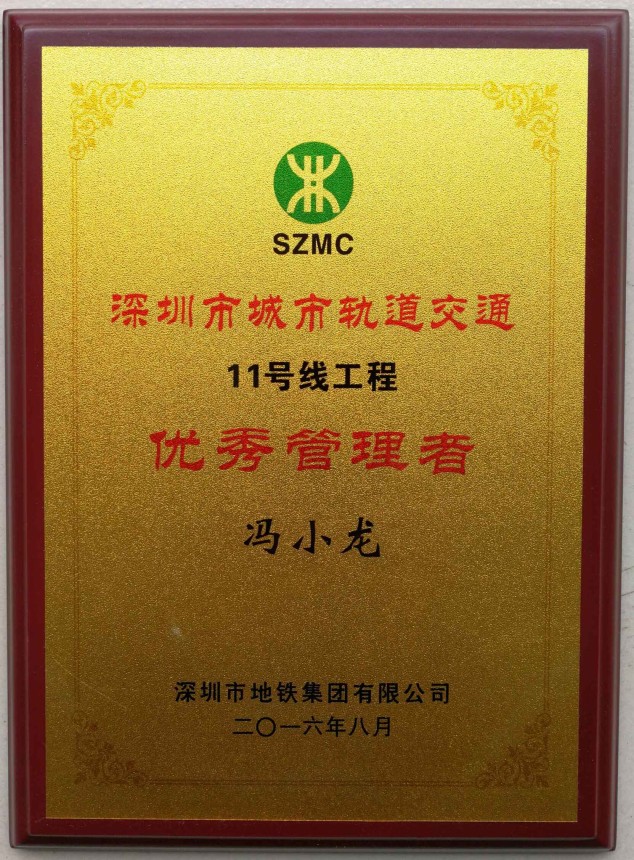 SZMC
深圳市城市轨道交通
11号线工程
优秀管理者
冯小龙
深圳市地铁集团有限公司
二〇一六年八月